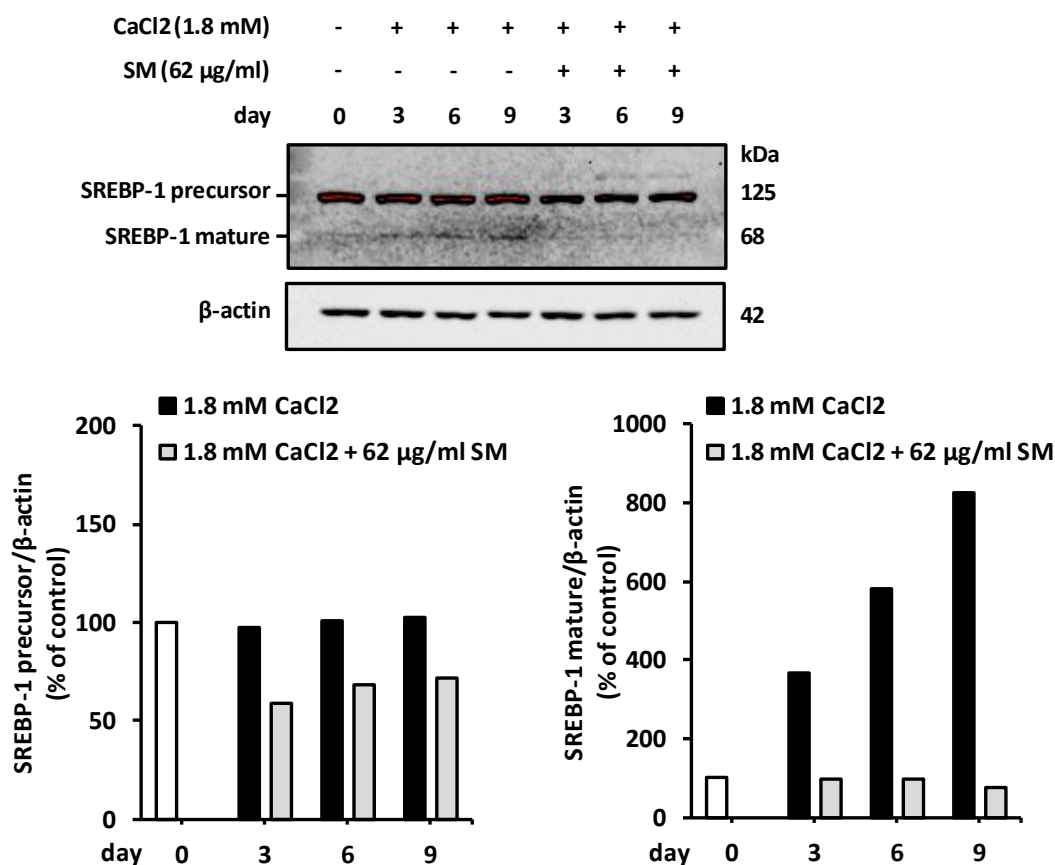 CaCl2 (1.8 mM) - + + + + + +
SM (62 µg/ml) - - - - + + +
day 0 3 6 9 3 6 9
kDa
SREBP-1 precursor 125
SREBP-1 mature 68
β-actin 42
1.8 mM CaCl2
1.8 mM CaCl2 + 62 µg/ml SM
SREBP-1 precursor/β-actin
(% of control)
200
150
100
50
0
day 0 3 6 9
1.8 mM CaCl2
1.8 mM CaCl2 + 62 µg/ml SM
SREBP-1 mature/β-actin
(% of control)
1000
800
600
400
200
0
day 0 3 6 9